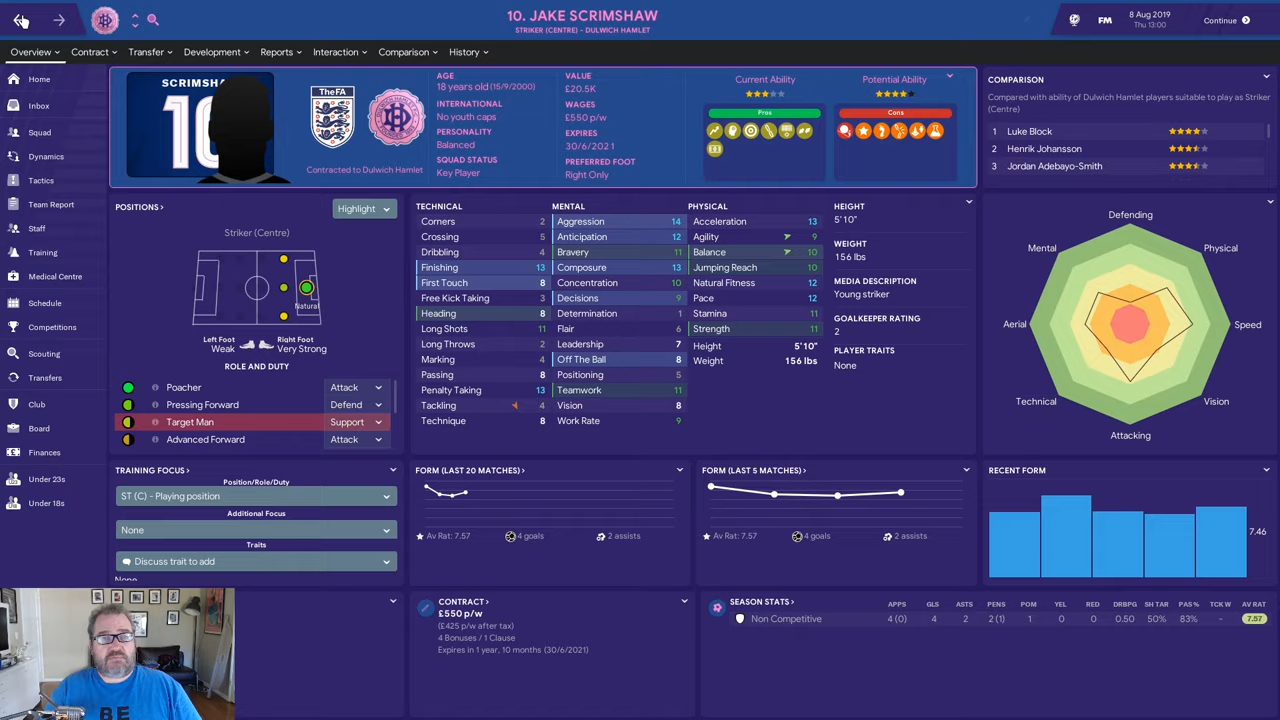 10. JAKE SCRIMSHAW
STRIKER (CENTRE) - DULWICH HAMLET
FM
8 Aug 2019
Thu 13:00
Continue
Overview
Contract
Transfer
Development
Reports
Interaction
Comparison
History
Home
Inbox
Squad
Dynamics
Tactics
Team Report
Staff
Training
Medical Centre
Schedule
Competitions
Scouting
Transfers
Club
Board
Finances
Under 23s
Under 18s
SCRIMSHAW
10
TheFA
Contracted to Dulwich Hamlet
AGE
18 years old (15/9/2000)
INTERNATIONAL
No youth caps
PERSONALITY
Balanced
SQUAD STATUS
Key Player
VALUE
£20.5K
WAGES
£550 p/w
EXPIRES
30/6/2021
PREFERRED FOOT
Right Only
Current Ability
Pros
Potential Ability
Cons
COMPARISON
Compared with ability of Dulwich Hamlet players suitable to play as Striker
(Centre)
1 Luke Block
2 Henrik Johansson
3 Jordan Adebayo-Smith
POSITIONS
Highlight
Striker (Centre)
Natural
Left Foot
Weak
Right Foot
Very Strong
ROLE AND DUTY
Poacher Attack
Pressing Forward Defend
Target Man Support
Advanced Forward Attack
TECHNICAL
Corners 2
Crossing 5
Dribbling 4
Finishing 13
First Touch 8
Free Kick Taking 3
Heading 8
Long Shots 11
Long Throws 2
Marking 4
Passing 8
Penalty Taking 13
Tackling 4
Technique 8
MENTAL
Aggression 14
Anticipation 12
Bravery 11
Composure 13
Concentration 10
Decisions 9
Determination 1
Flair 6
Leadership 7
Off The Ball 8
Positioning 5
Teamwork 11
Vision 8
Work Rate 9
PHYSICAL
Acceleration 13
Agility 9
Balance 10
Jumping Reach 10
Natural Fitness 12
Pace 12
Stamina 11
Strength 11
Height 5'10"
Weight 156 lbs
HEIGHT
5'10"
WEIGHT
156 lbs
MEDIA DESCRIPTION
Young striker
GOALKEEPER RATING
2
PLAYER TRAITS
None
Defending
Physical
Speed
Vision
Attacking
Technical
Aerial
Mental
TRAINING FOCUS
Position/Role/Duty
ST (C) - Playing position
Additional Focus
None
Traits
Discuss trait to add
None
FORM (LAST 20 MATCHES)
Av Rat: 7.57
4 goals
2 assists
FORM (LAST 5 MATCHES)
Av Rat: 7.57
4 goals
2 assists
RECENT FORM
7.46
CONTRACT
£550 p/w
(£425 p/w after tax)
4 Bonuses / 1 Clause
Expires in 1 year, 10 months (30/6/2021)
SEASON STATS
APPS GLS ASTS PENS POM YEL RED DRBPG SH TAR PAS% TCK W AV RAT
Non Competitive 4 (0) 4 2 2 (1) 1 0 0 0.50 50% 83% - 7.57
BE